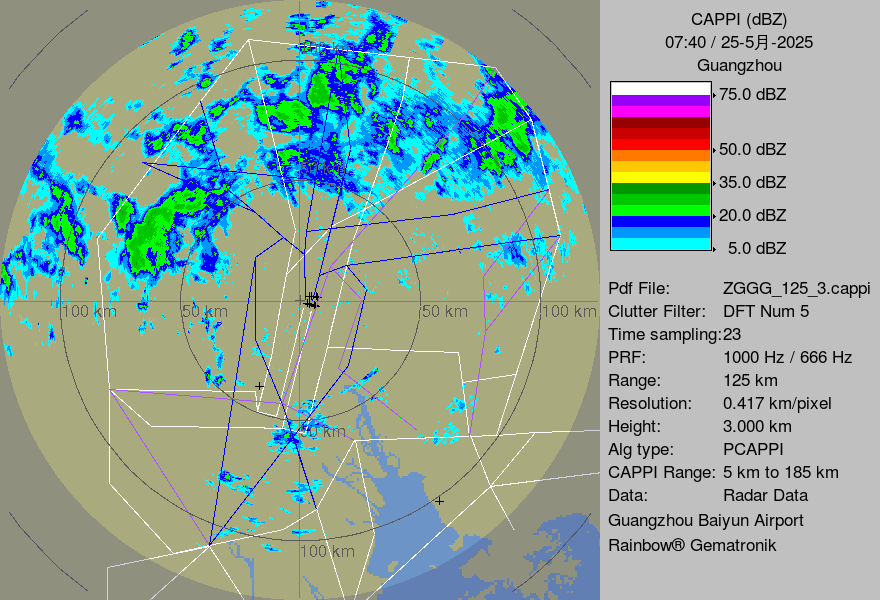 CAPPI (dBZ)
07:40 / 25-5月-2025
Guangzhou
75.0 dBZ
50.0 dBZ
35.0 dBZ
20.0 dBZ
5.0 dBZ
100 km
50 km
50 km
100 km
50 km
100 km
Pdf File: ZGGG_125_3.cappi
Clutter Filter: DFT Num 5
Time sampling:23
PRF: 1000 Hz / 666 Hz
Range: 125 km
Resolution: 0.417 km/pixel
Height: 3.000 km
Alg type: PCAPPI
CAPPI Range: 5 km to 185 km
Data: Radar Data
Guangzhou Baiyun Airport
Rainbow® Gematronik